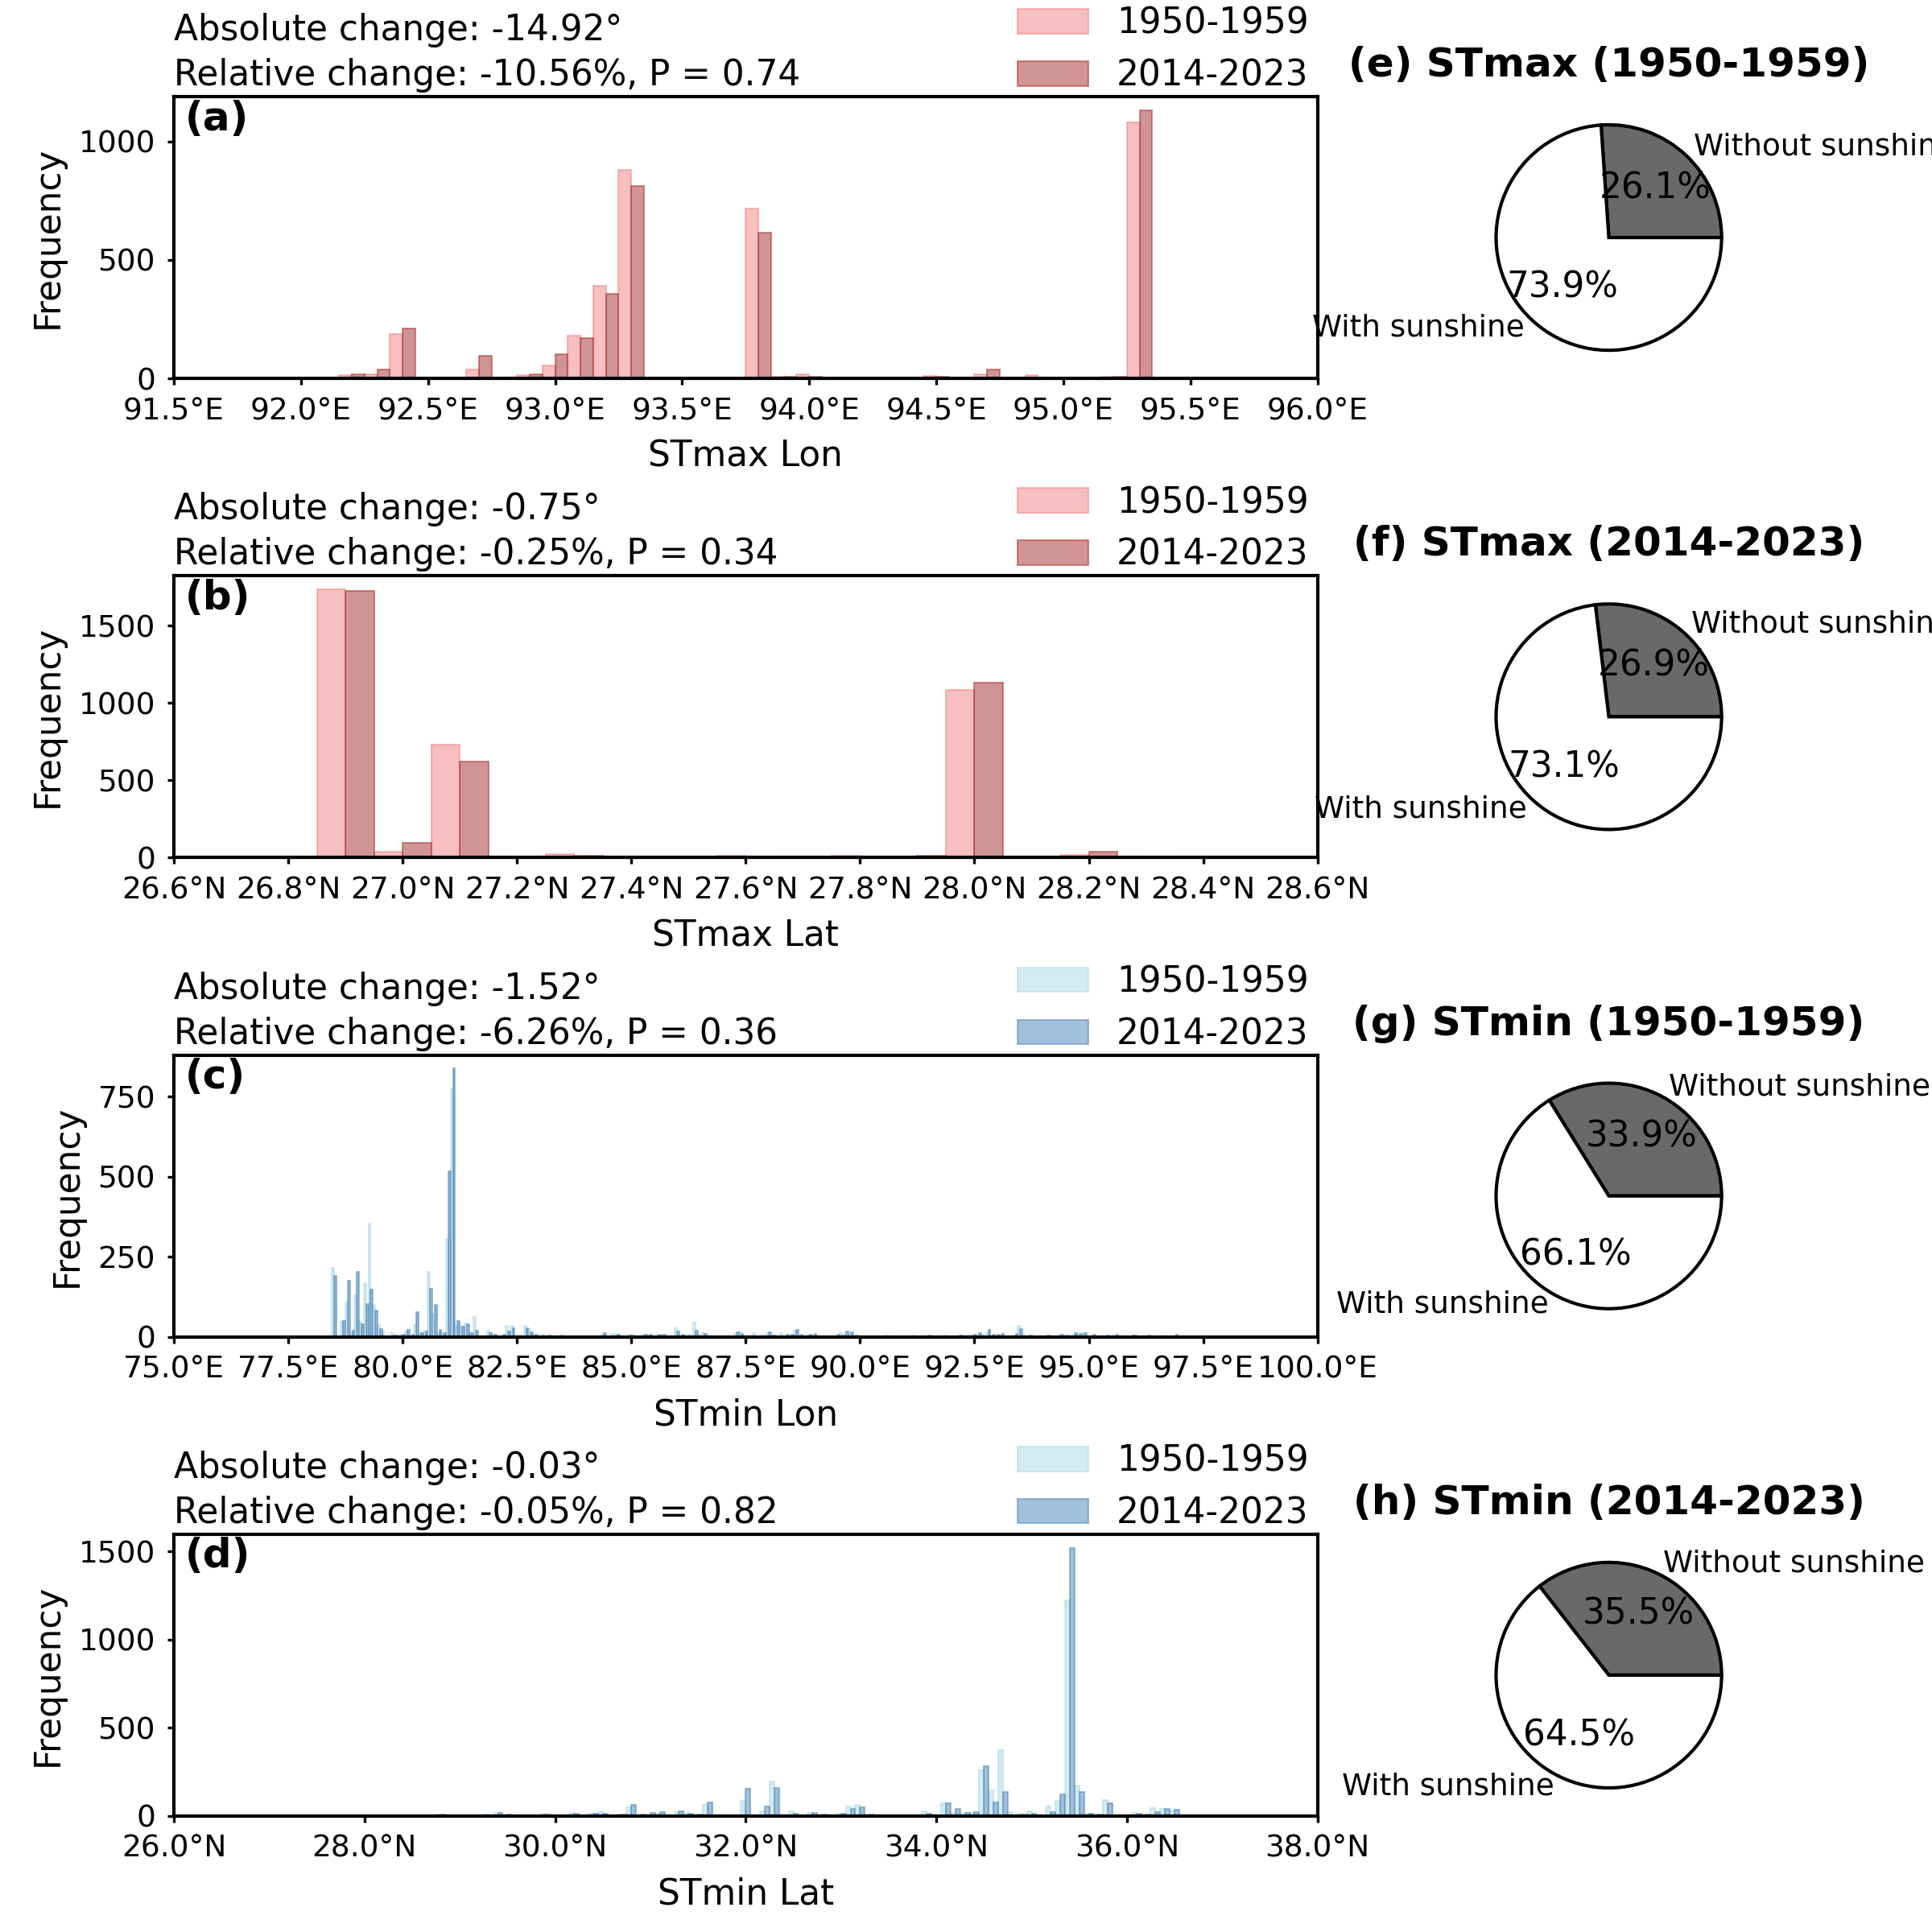 Absolute change: -14.92°
Relative change: -10.56%, P = 0.74
1950-1959
2014-2023
(a)
Frequency
1000
500
0
91.5°E 92.0°E 92.5°E 93.0°E 93.5°E 94.0°E 94.5°E 95.0°E 95.5°E 96.0°E
STmax Lon
(e) STmax (1950-1959)
Without sunshin
26.1%
73.9%
With sunshine
Absolute change: -0.75°
Relative change: -0.25%, P = 0.34
1950-1959
2014-2023
(b)
Frequency
1500
1000
500
0
26.6°N 26.8°N 27.0°N 27.2°N 27.4°N 27.6°N 27.8°N 28.0°N 28.2°N 28.4°N 28.6°N
STmax Lat
(f) STmax (2014-2023)
Without sunshin
26.9%
73.1%
With sunshine
Absolute change: -1.52°
Relative change: -6.26%, P = 0.36
1950-1959
2014-2023
(c)
Frequency
750
500
250
0
75.0°E 77.5°E 80.0°E 82.5°E 85.0°E 87.5°E 90.0°E 92.5°E 95.0°E 97.5°E 100.0°E
STmin Lon
(g) STmin (1950-1959)
Without sunshine
33.9%
66.1%
With sunshine
Absolute change: -0.03°
Relative change: -0.05%, P = 0.82
1950-1959
2014-2023
(d)
Frequency
1500
1000
500
0
26.0°N 28.0°N 30.0°N 32.0°N 34.0°N 36.0°N 38.0°N
STmin Lat
(h) STmin (2014-2023)
Without sunshine
35.5%
64.5%
With sunshine